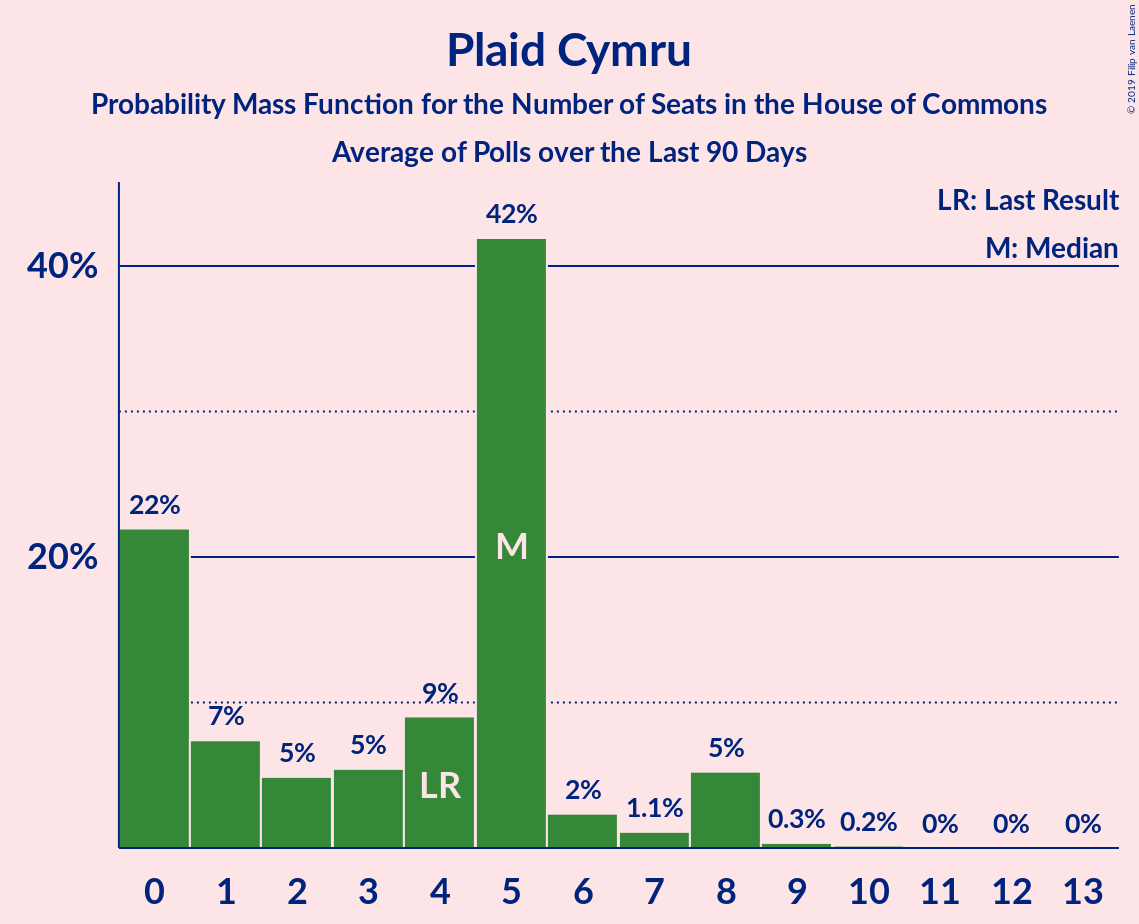 Plaid Cymru
Probability Mass Function for the Number of Seats in the House of Commons
Average of Polls over the Last 90 Days
© 2019 Filip van Laenen
LR: Last Result
M: Median
42%
40%
22%
20%
M
9%
7%
5%
5%
LR
5%
2%
1.1%
0.3%
0.2%
0%
0%
0%
0 1 2 3 4 5 6 7 8 9 10 11 12 13